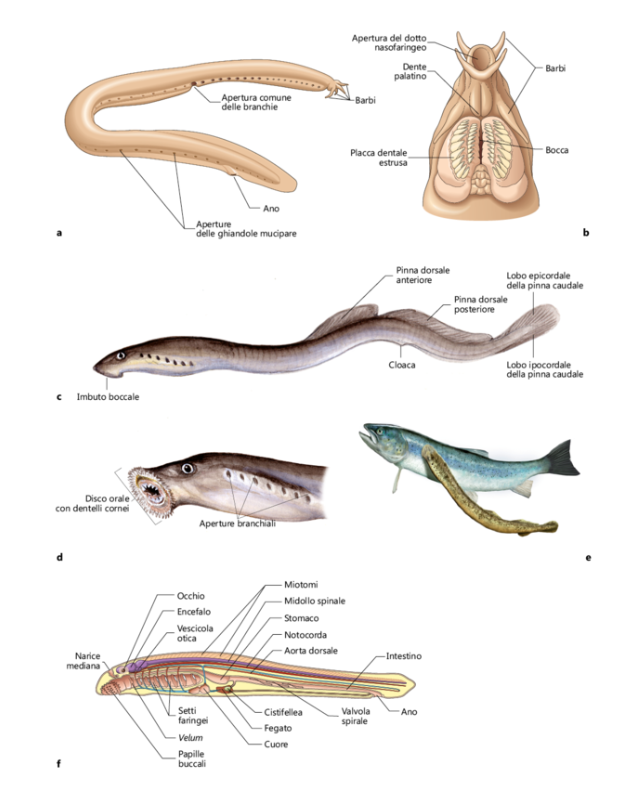 Apertura comune
delle branchie
Barbi
Ano
Aperture
delle ghiandole mucipare
a
Apertura del dotto
nasofaringeo
Dente
palatino
Barbi
Placca dentale
estrusa
Bocca
b
Pinna dorsale
anteriore
Pinna dorsale
posteriore
Lobo epicordale
della pinna caudale
Cloaca
Lobo ipocordale
della pinna caudale
Imbuto boccale
c
Disco orale
con dentelli cornei
Aperture branchiali
d
e
Occhio
Encefalo
Vescicola
otica
Narice
mediana
Miotomi
Midollo spinale
Stomaco
Notocorda
Aorta dorsale
Intestino
Setti
faringei
Velum
Papille
buccali
Cistifellea
Fegato
Cuore
Valvola
spirale
Ano
f